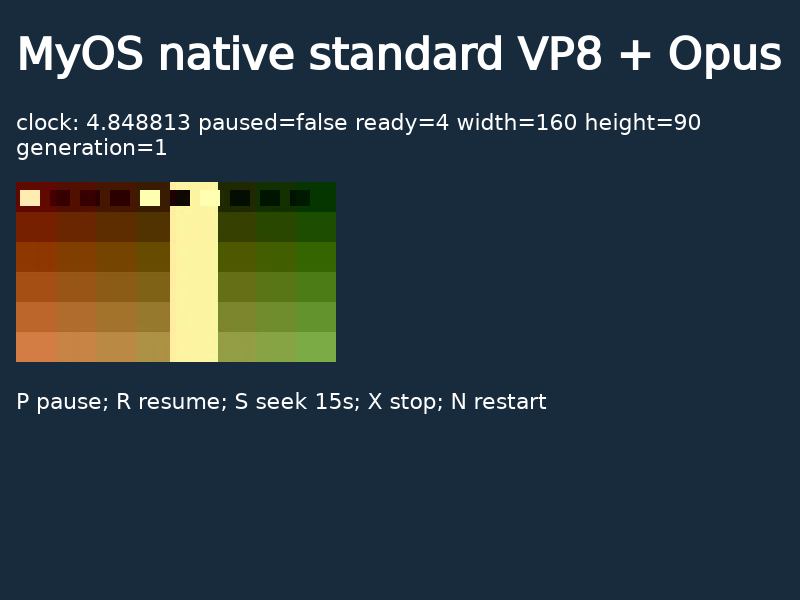 MyOS native standard VP8 + Opus
clock: 4.848813 paused=false ready=4 width=160 height=90
generation=1
P pause; R resume; S seek 15s; X stop; N restart